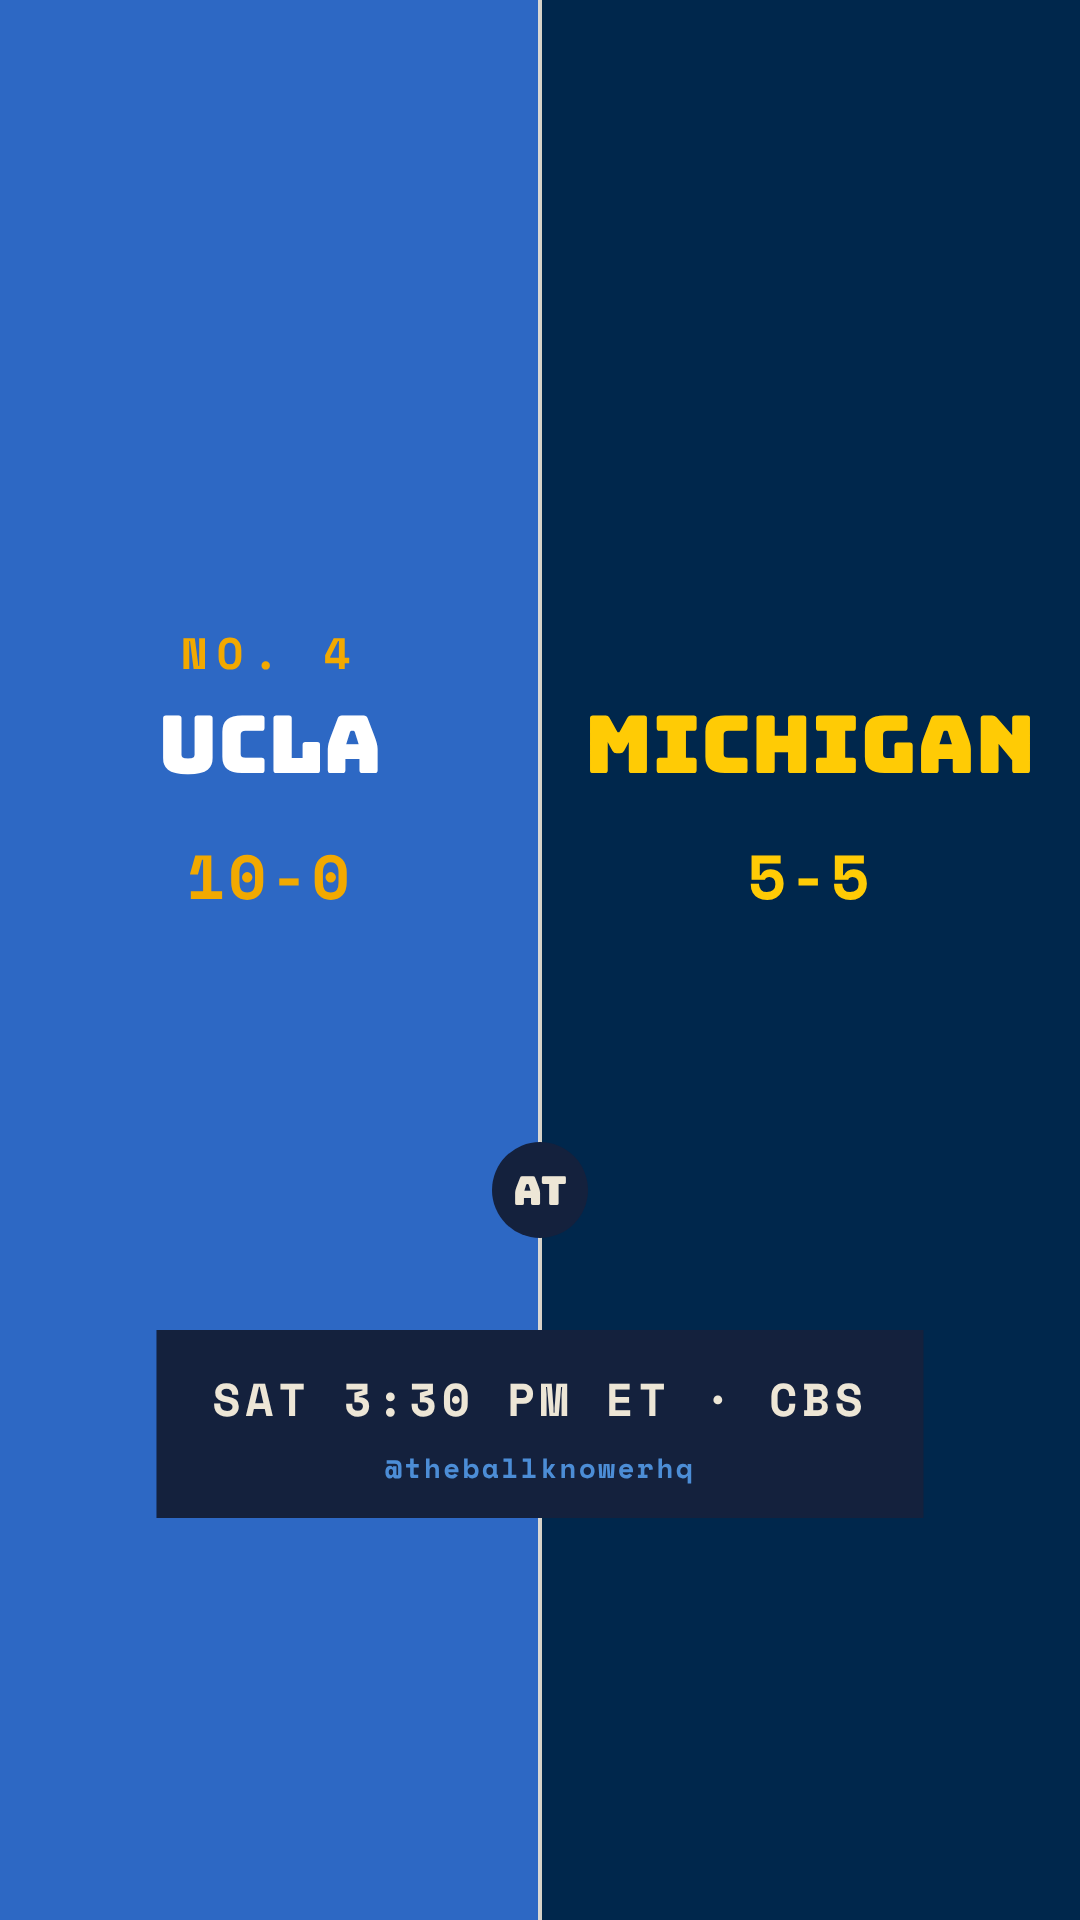 NO. 4
UCLA
10-0
MICHIGAN
5-5
AT
SAT 3:30 PM ET · CBS
@theballknowerhq